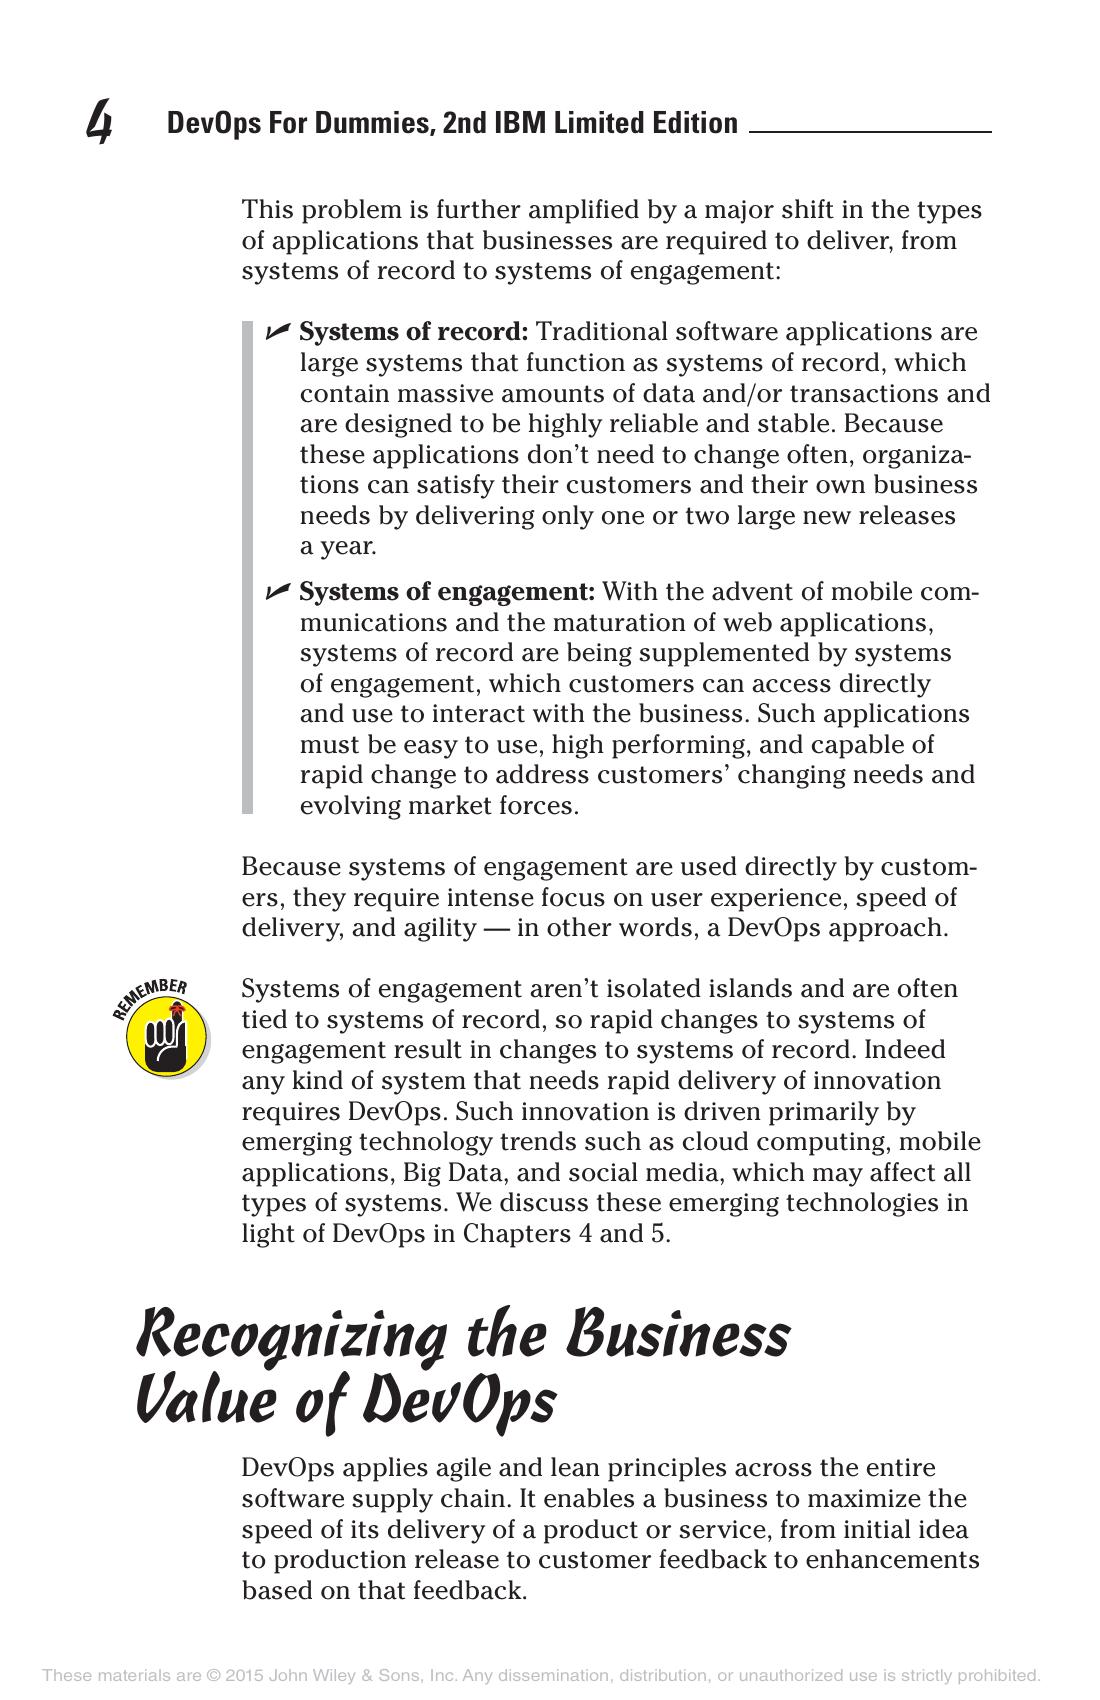 4 DevOps For Dummies, 2nd IBM Limited Edition
This problem is further amplified by a major shift in the types
of applications that businesses are required to deliver, from
systems of record to systems of engagement:
✓ Systems of record: Traditional software applications are
large systems that function as systems of record, which
contain massive amounts of data and/or transactions and
are designed to be highly reliable and stable. Because
these applications don’t need to change often, organiza-
tions can satisfy their customers and their own business
needs by delivering only one or two large new releases
a year.
✓ Systems of engagement: With the advent of mobile com-
munications and the maturation of web applications,
systems of record are being supplemented by systems
of engagement, which customers can access directly
and use to interact with the business. Such applications
must be easy to use, high performing, and capable of
rapid change to address customers’ changing needs and
evolving market forces.
Because systems of engagement are used directly by custom-
ers, they require intense focus on user experience, speed of
delivery, and agility — in other words, a DevOps approach.
REMEMBER
Systems of engagement aren’t isolated islands and are often
tied to systems of record, so rapid changes to systems of
engagement result in changes to systems of record. Indeed
any kind of system that needs rapid delivery of innovation
requires DevOps. Such innovation is driven primarily by
emerging technology trends such as cloud computing, mobile
applications, Big Data, and social media, which may affect all
types of systems. We discuss these emerging technologies in
light of DevOps in Chapters 4 and 5.
Recognizing the Business
Value of DevOps
DevOps applies agile and lean principles across the entire
software supply chain. It enables a business to maximize the
speed of its delivery of a product or service, from initial idea
to production release to customer feedback to enhancements
based on that feedback.
These materials are © 2015 John Wiley & Sons, Inc. Any dissemination, distribution, or unauthorized use is strictly prohibited.